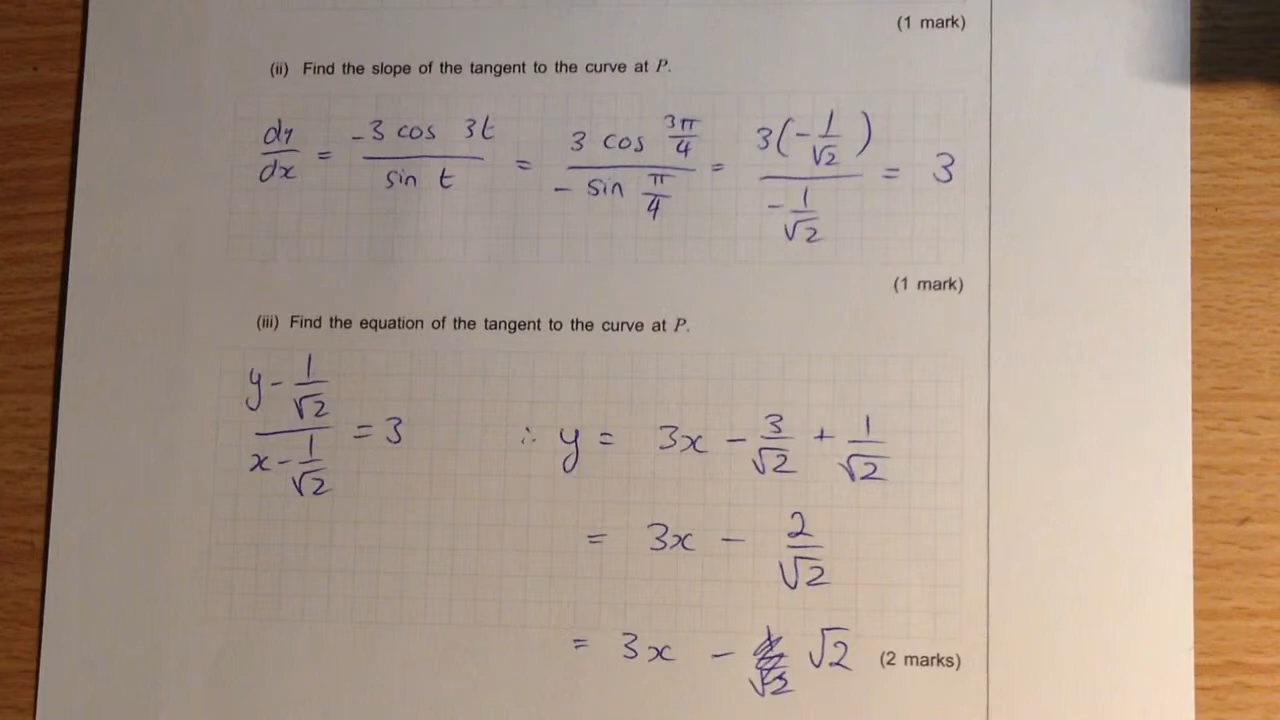 (1 mark)
(ii) Find the slope of the tangent to the curve at P.
dy/dx = -3 cos 3t / sin t = 3 cos 3π/4 / - sin π/4 = 3(-1/√2) / -1/√2 = 3
(1 mark)
(iii) Find the equation of the tangent to the curve at P.
y - 1/√2 / x - 1/√2 = 3 ∴ y = 3x - 3/√2 + 1/√2
= 3x - 2/√2
= 3x - √2 (2 marks)